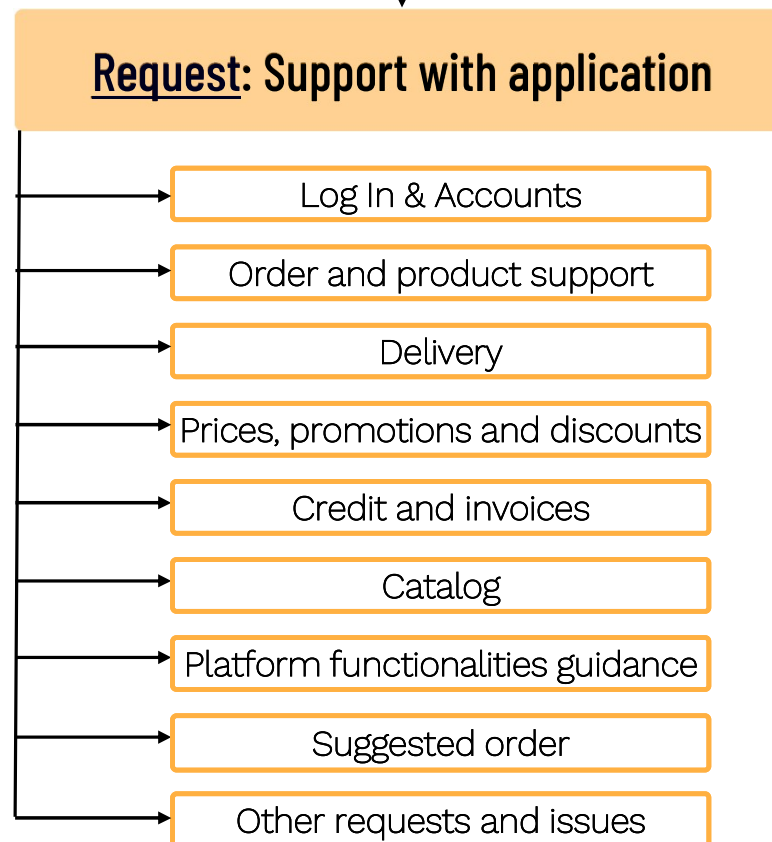 Request: Support with application
Log In & Accounts
Order and product support
Delivery
Prices, promotions and discounts
Credit and invoices
Catalog
Platform functionalities guidance
Suggested order
Other requests and issues